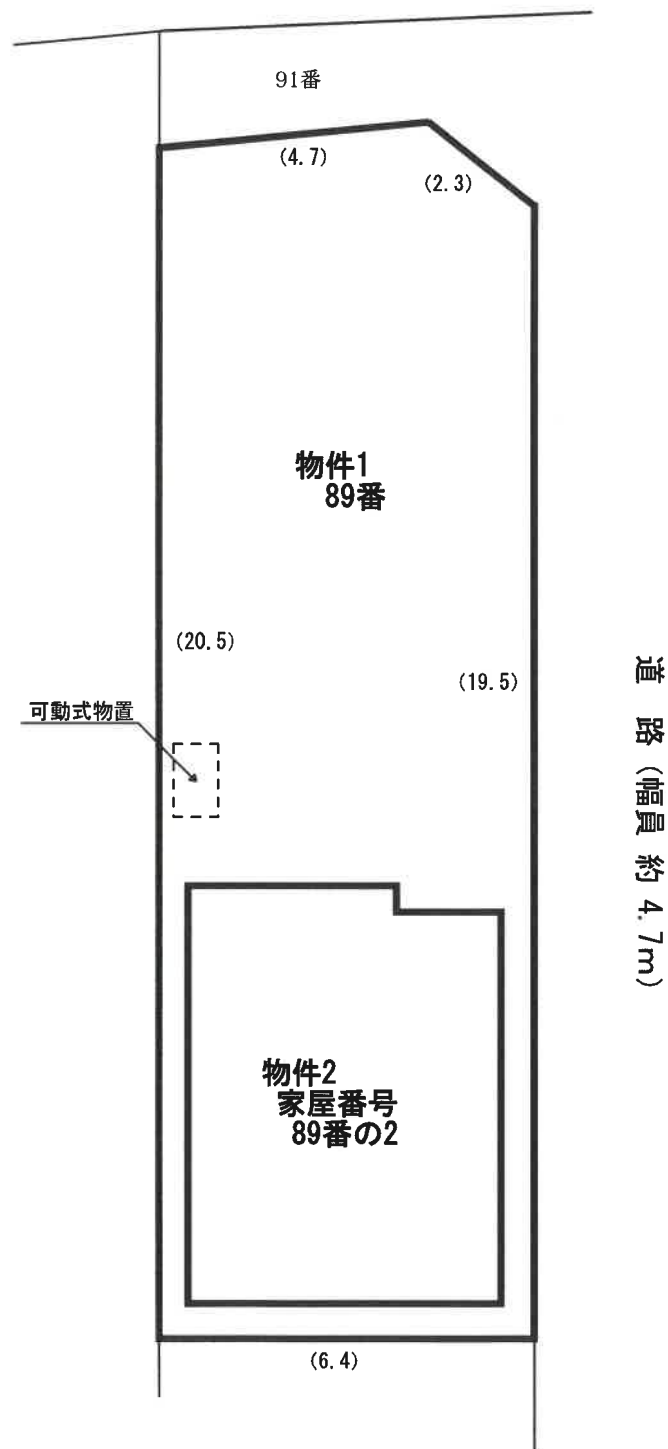 91番
(4.7)
(2.3)
物件1
89番
(20.5)
(19.5)
道路(幅員 約 4.7m)
可動式物置
物件2
家屋番号
89番の2
(6.4)